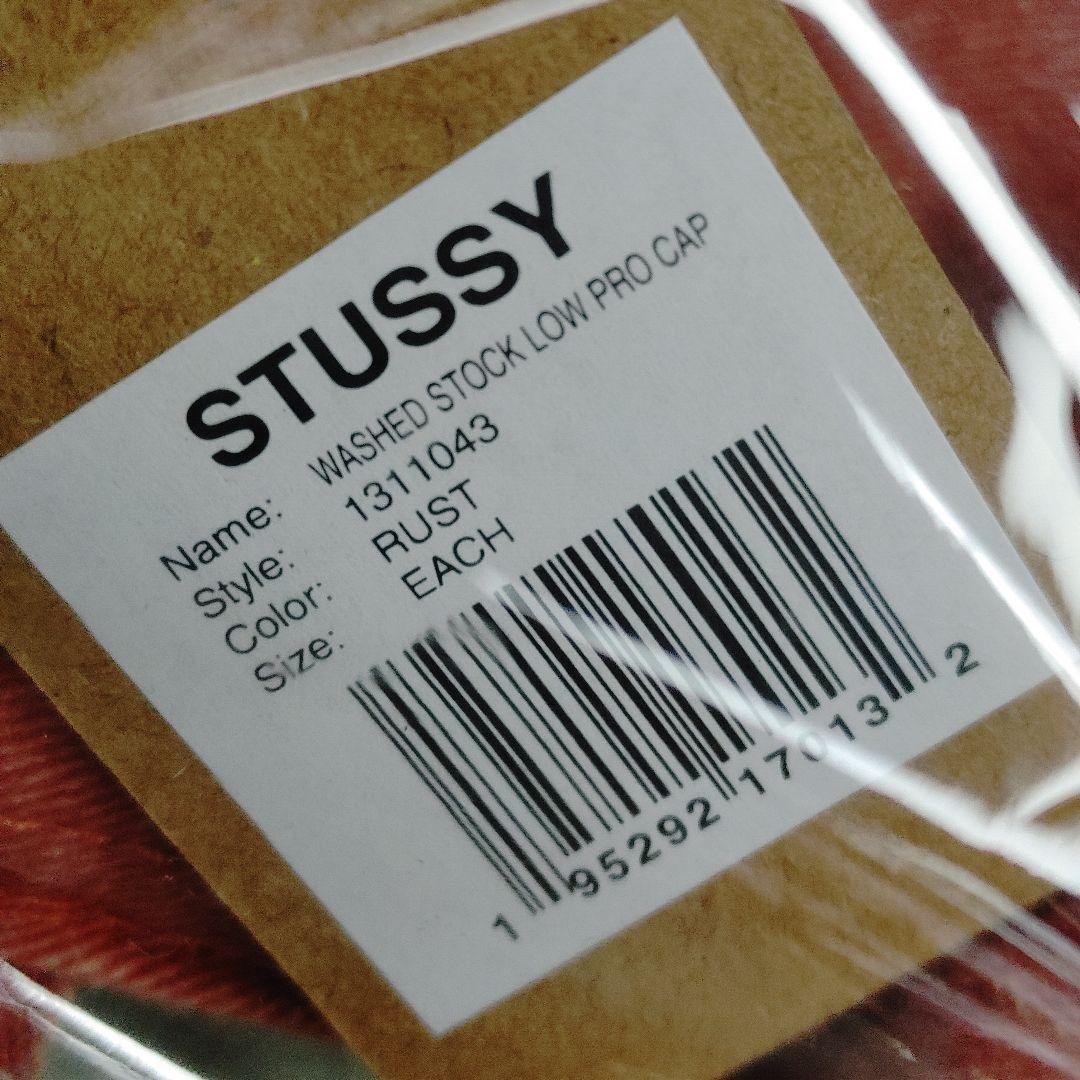 STUSSY
Name: WASHED STOCK LOW PRO CAP
Style: 1311043
Color: RUST
Size: EACH
1 95292 17013 2